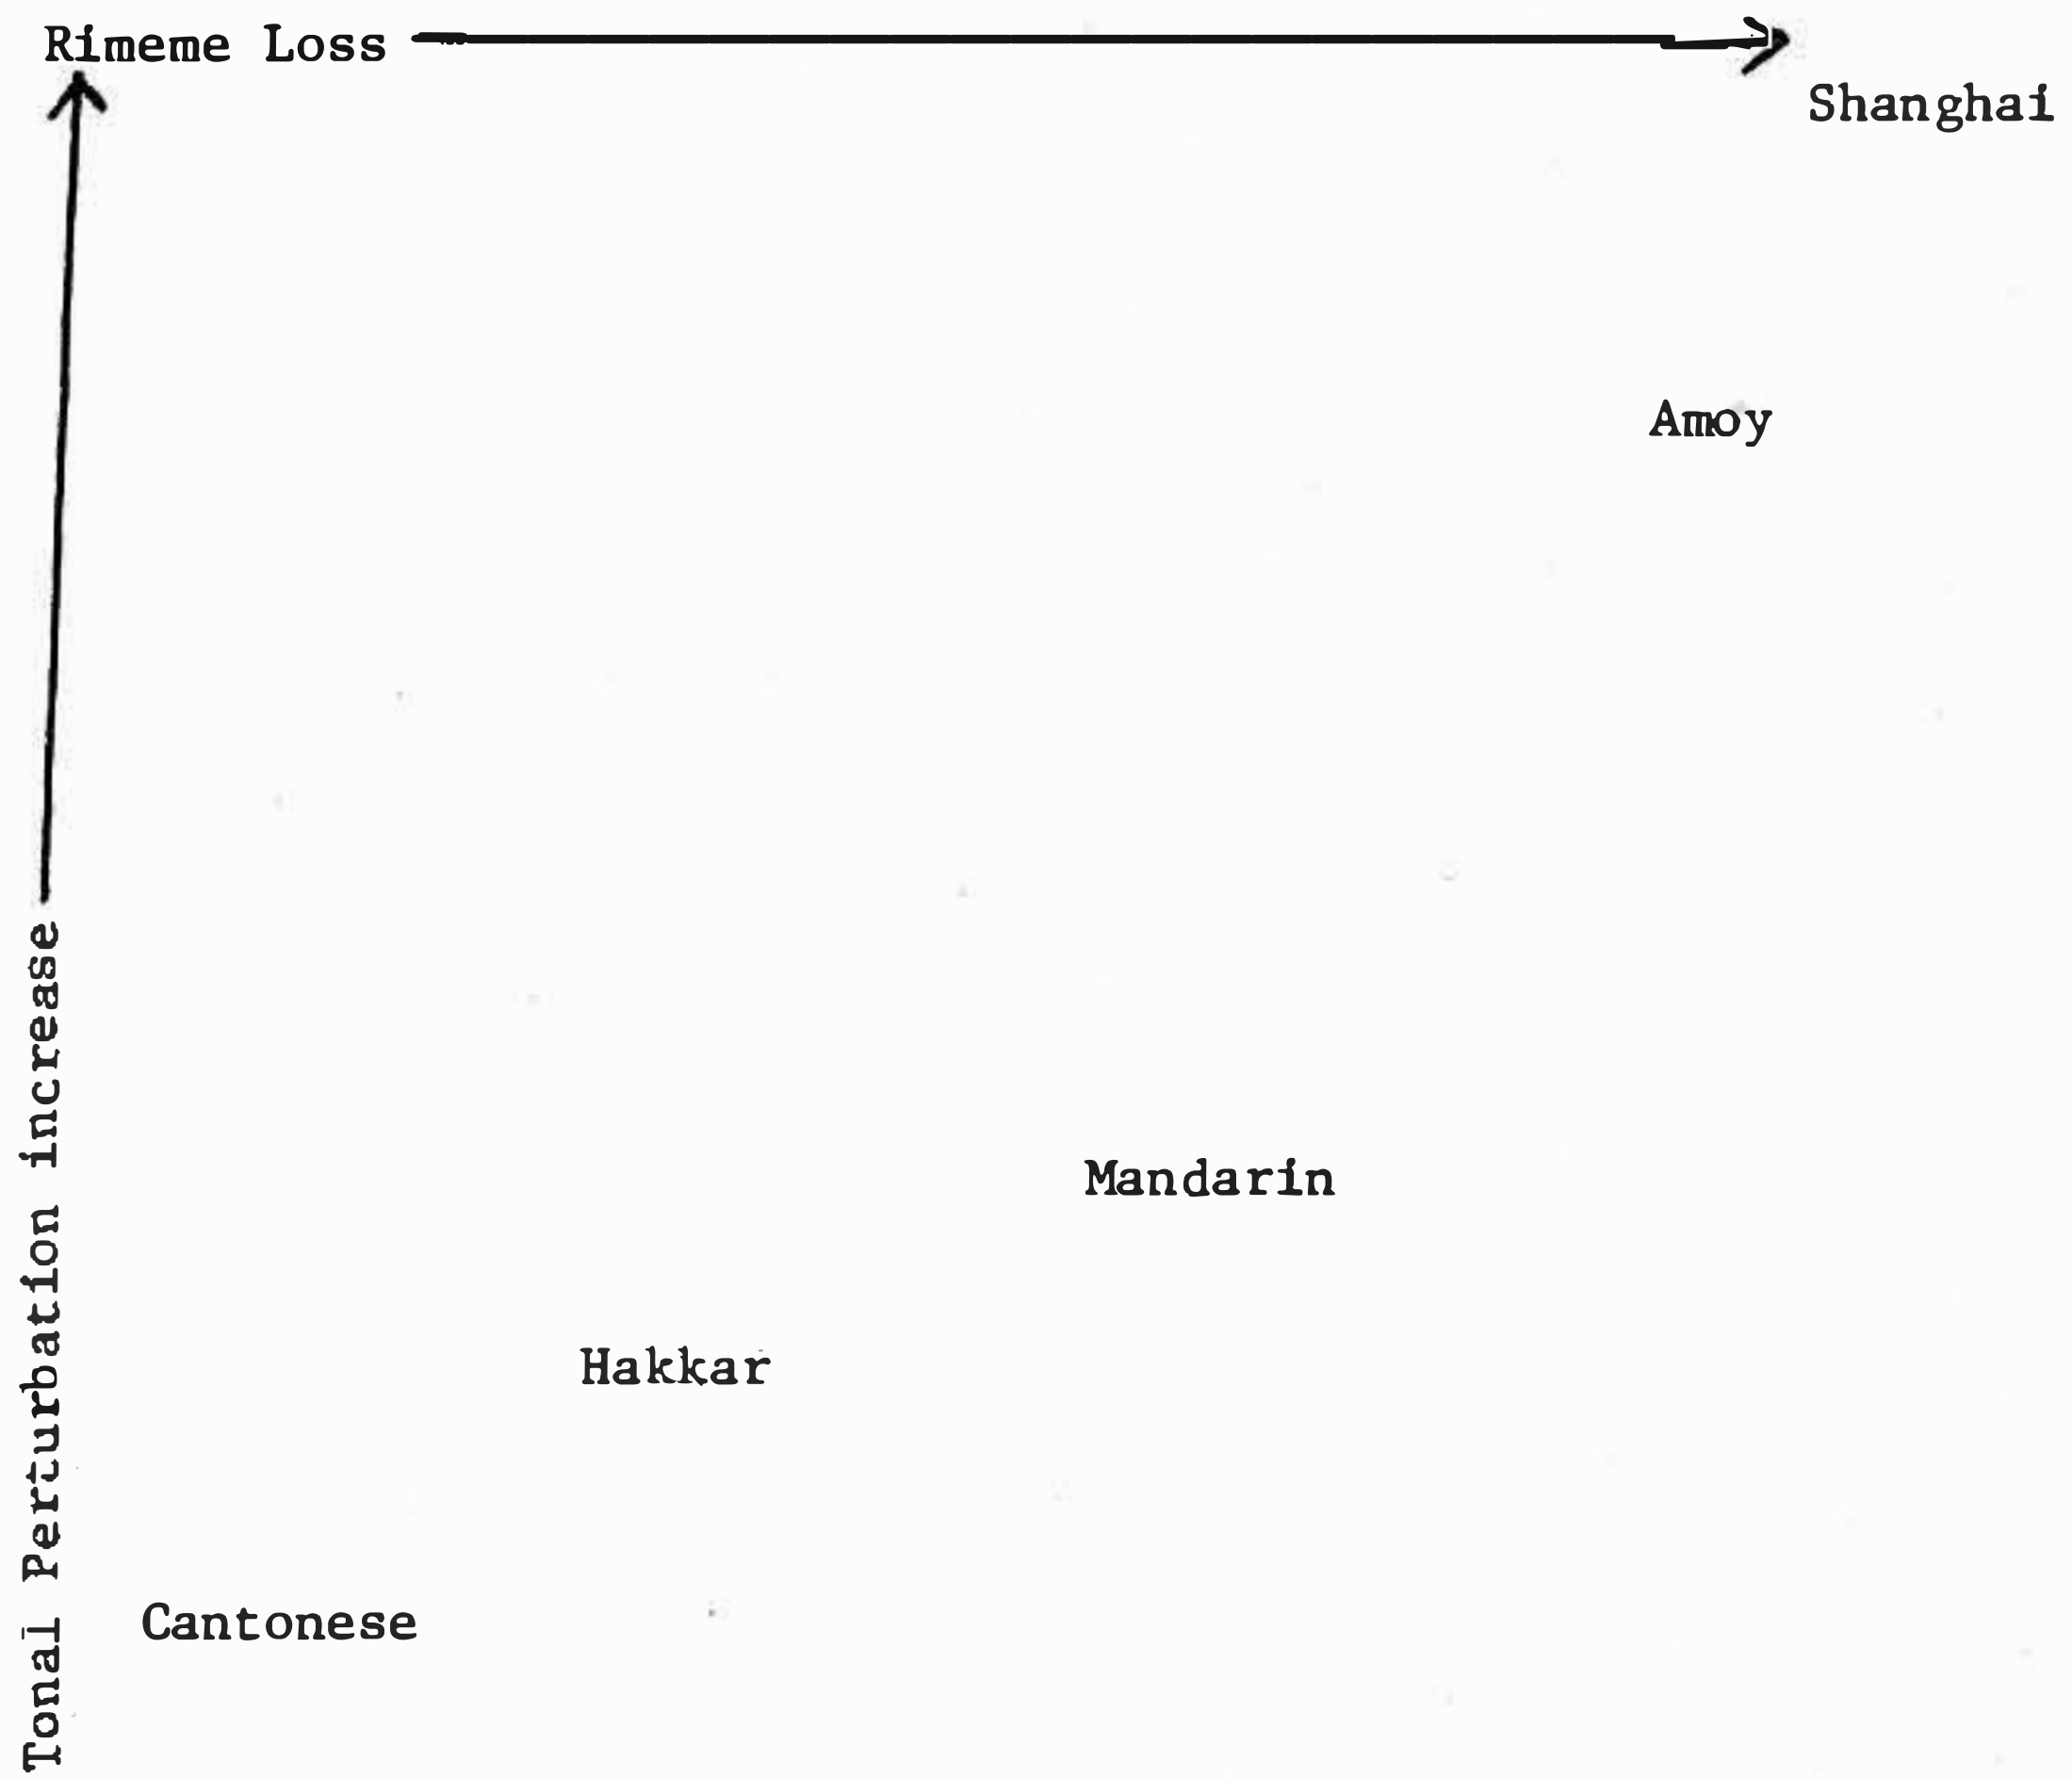 Rimeme Loss
Shanghai
Amoy
Tonal Perturbation increase
Mandarin
Hakkar
Cantonese